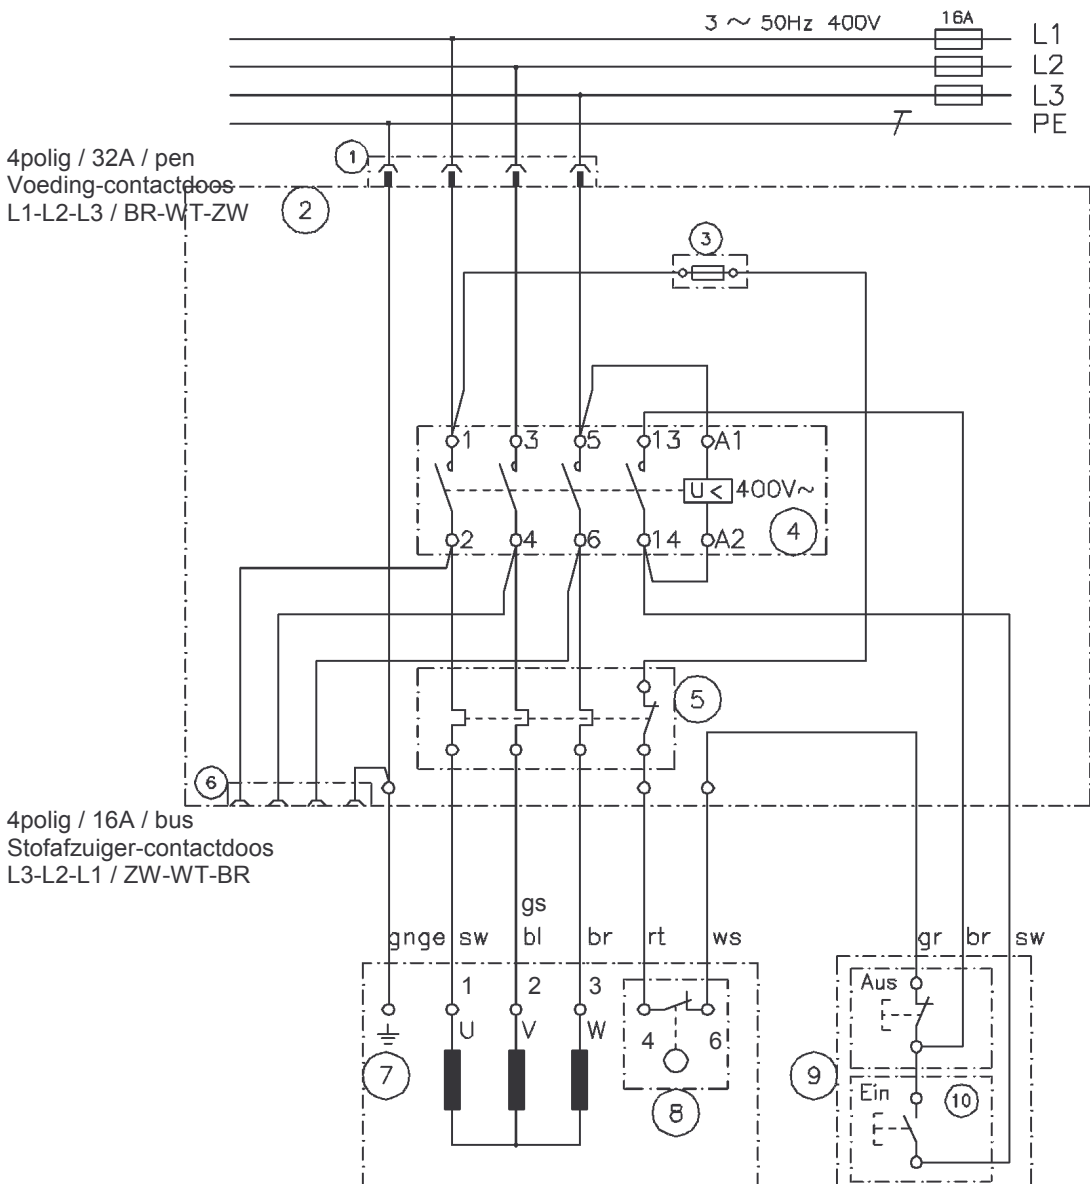 3 ~ 50Hz 400V
16A
L1
L2
L3
PE
4polig / 32A / pen
Voeding-contactdoos
L1-L2-L3 / BR-WT-ZW
1
2
3
1 3 5 13 A1
U< 400V~
2 4 6 14 A2
4
5
6
4polig / 16A / bus
Stofafzuiger-contactdoos
L3-L2-L1 / ZW-WT-BR
gs
gnge sw bl br rt ws gr br sw
1 2 3
U V W
4 6
7
8
Aus
9
Ein
10